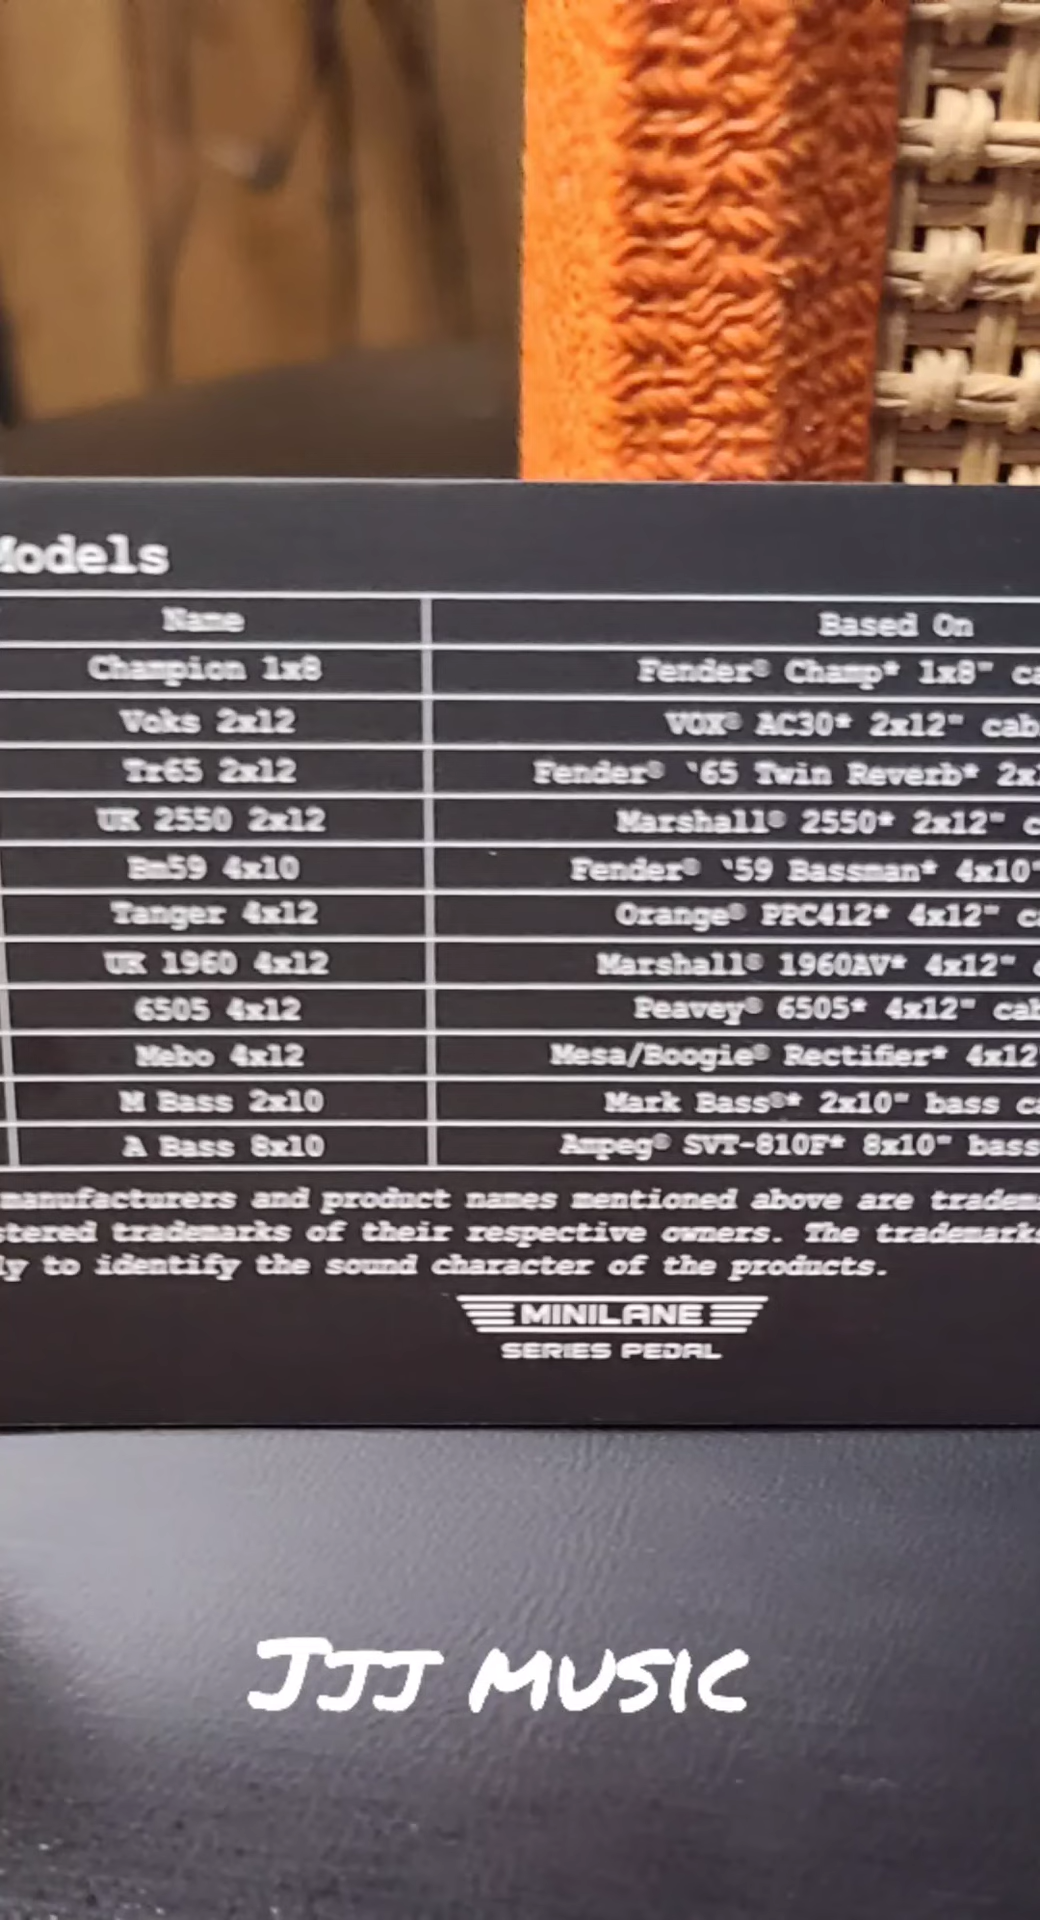 Models
Name Based On
Champion 1x8 Fender® Champ* 1x8" ca
Voks 2x12 VOX® AC30* 2x12" cab
Tr65 2x12 Fender® '65 Twin Reverb* 2x
UK 2550 2x12 Marshall® 2550* 2x12" c
Bm59 4x10 Fender® '59 Bassman* 4x10"
Tanger 4x12 Orange® PPC412* 4x12" c
UK 1960 4x12 Marshall® 1960AV* 4x12"
6505 4x12 Peavey® 6505* 4x12" cab
Mebo 4x12 Mesa/Boogie® Rectifier* 4x12
M Bass 2x10 Mark Bass®* 2x10" bass ca
A Bass 8x10 Ampeg® SVT-810F* 8x10" bass
manufacturers and product names mentioned above are tradem
stered trademarks of their respective owners. The trademarks
ly to identify the sound character of the products.
MINILANE
SERIES PEDAL
JJJ MUSIC